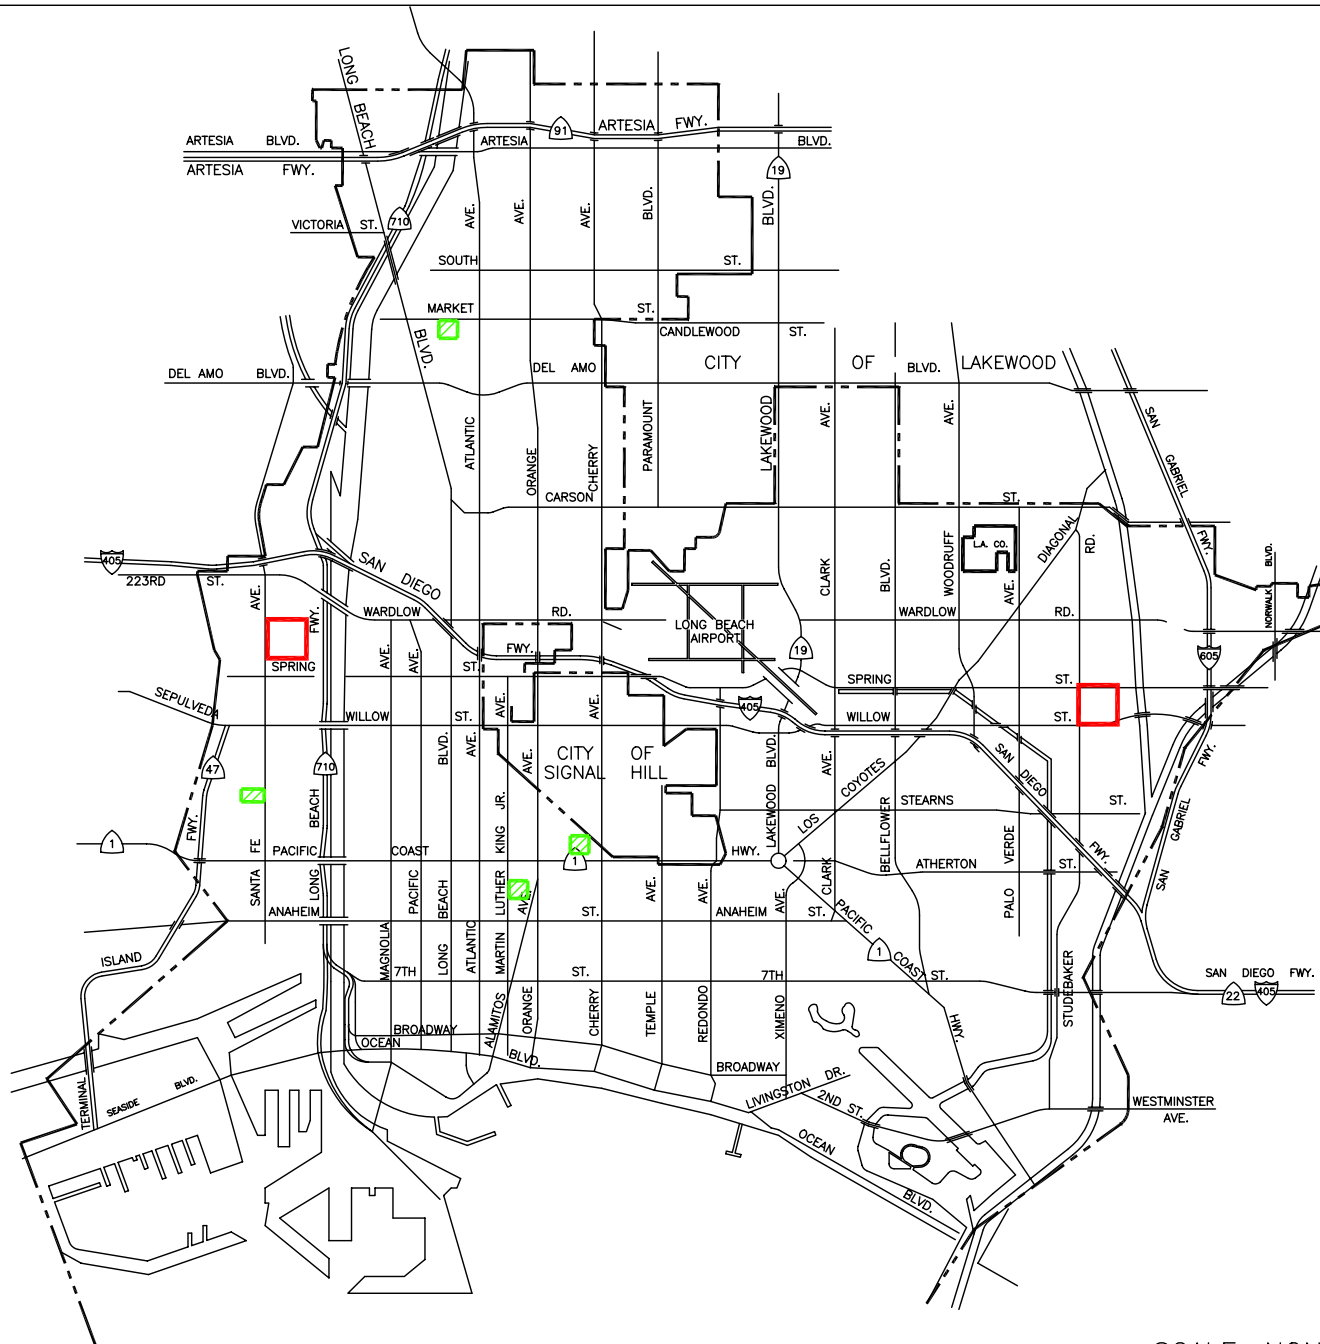 LONG BEACH
ARTESIA BLVD.
ARTESIA FWY.
91
ARTESIA FWY.
ARTESIA
BLVD.
19
BLVD.
AVE.
AVE.
AVE.
BLVD.
710
VICTORIA ST.
SOUTH ST.
MARKET ST.
CANDLEWOOD ST.
BLVD.
CITY OF LAKEWOOD
DEL AMO BLVD.
DEL AMO
BLVD.
SAN GABRIEL FWY.
ATLANTIC
ORANGE
CHERRY
PARAMOUNT
LAKEWOOD
AVE.
AVE.
CARSON ST.
405
223RD ST.
SAN DIEGO
FWY.
CLARK
BLVD.
WOODRUFF
L.A. CO.
AVE.
DIAGONAL
RD.
NORWALK BLVD.
AVE.
FWY.
WARDLOW RD.
AVE.
AVE.
LONG BEACH
AIRPORT
19
WARDLOW RD.
605
SPRING ST.
SPRING ST.
SEPULVEDA
WILLOW ST.
405
WILLOW ST.
AVE.
AVE.
BLVD.
AVE.
AVE.
BLVD.
AVE.
CITY OF
SIGNAL HILL
47
FWY.
710
SAN DIEGO
FWY.
SAN GABRIEL
FWY.
LOS COYOTES
STEARNS ST.
1
PACIFIC COAST
1
HWY.
ATHERTON ST.
SANTA FE
LONG BEACH
PACIFIC
LONG BEACH
MARTIN LUTHER KING JR.
AVE.
AVE.
AVE.
AVE.
LAKEWOOD
CLARK
BELLFLOWER
PALO VERDE
ANAHEIM ST.
ANAHEIM ST.
PACIFIC
1
COAST
HWY.
ISLAND
MAGNOLIA
ATLANTIC
7TH ST.
7TH ST.
SAN DIEGO FWY.
22
405
ALAMITOS
ORANGE
CHERRY
TEMPLE
REDONDO
XIMENO
STUDEBAKER
BROADWAY
OCEAN
BLVD.
BROADWAY
LIVINGSTON DR.
2ND ST.
WESTMINSTER
AVE.
TERMINAL
SEASIDE BLVD.
OCEAN
BLVD.